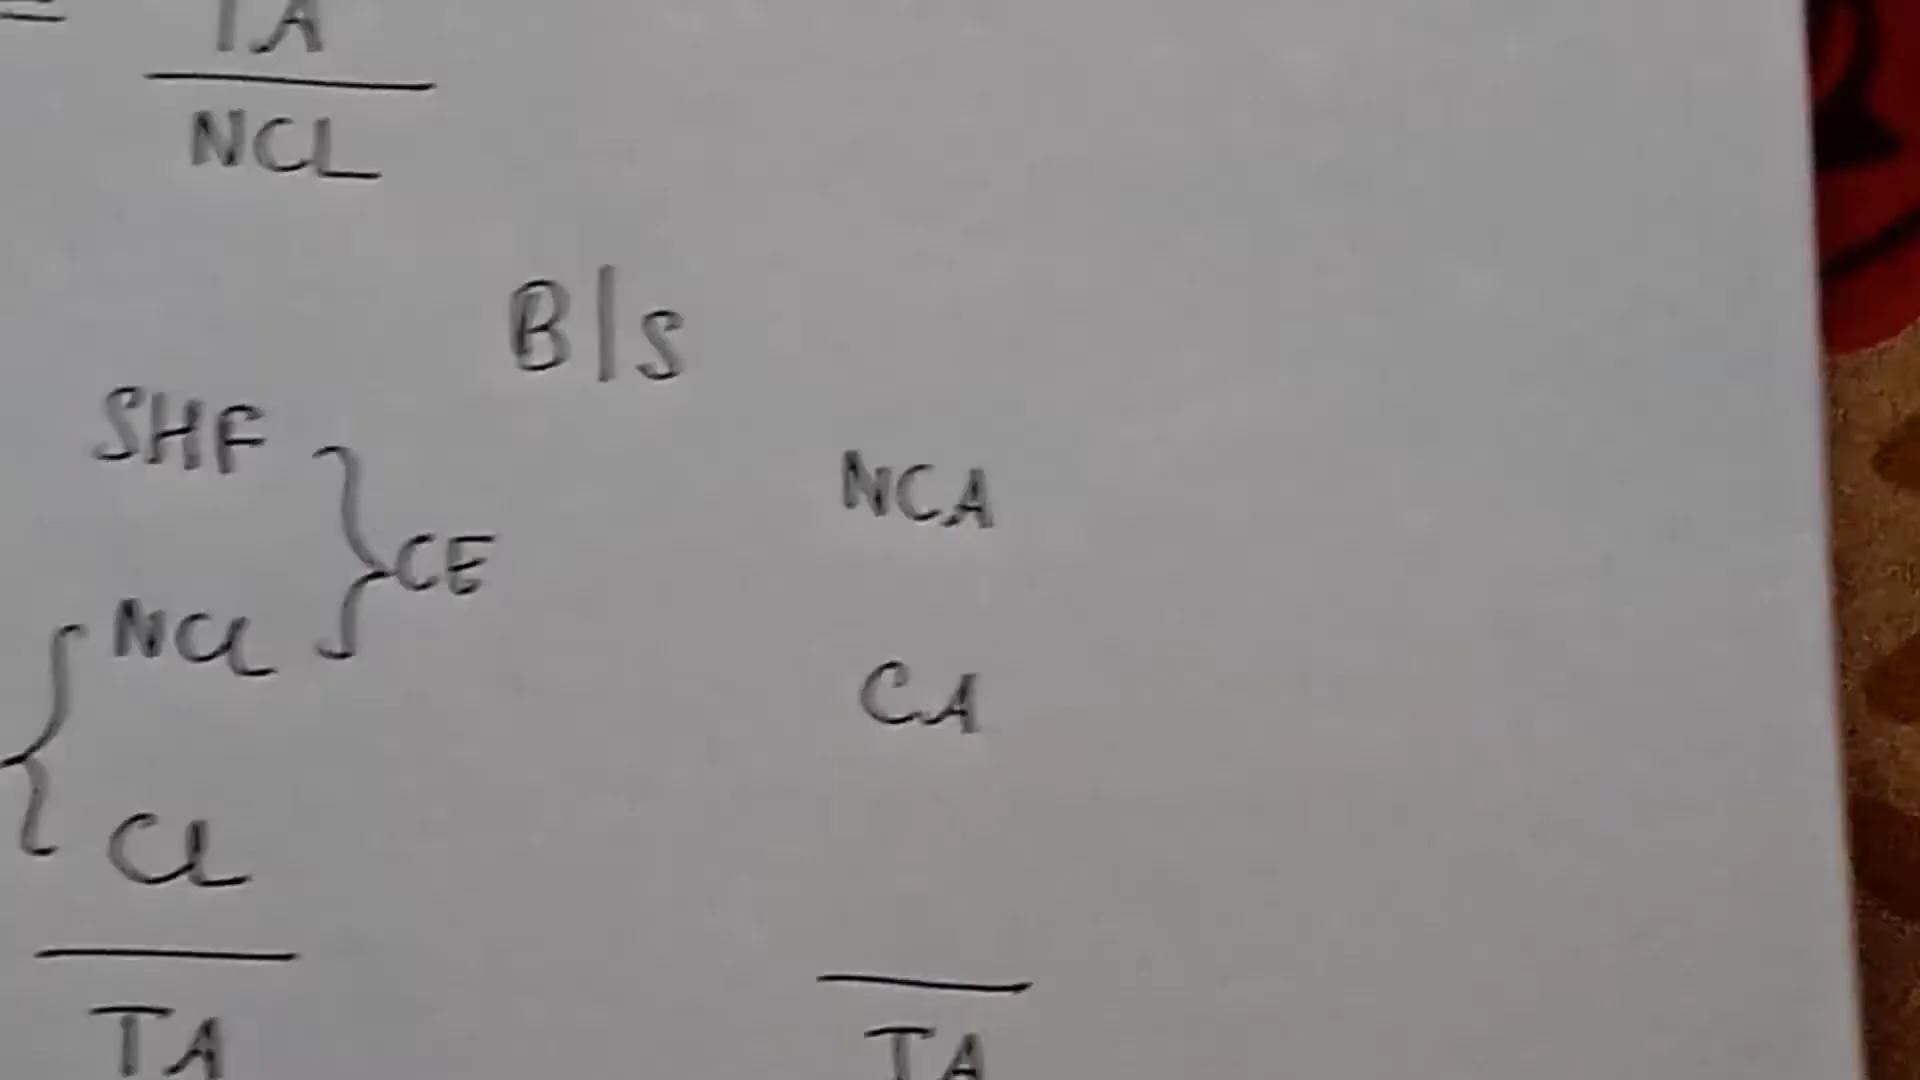 = TA
NCL
B|S
SHF
NCA
CE
NCL
CA
CL
TA TA